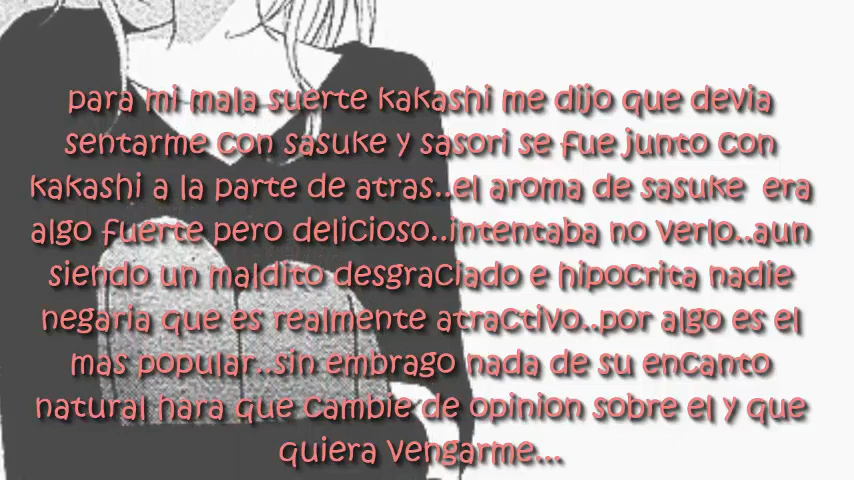 para mi mala suerte kakashi me dijo que devia
sentarme con sasuke y sasori se fue junto con
kakashi a la parte de atras..el aroma de sasuke era
algo fuerte pero delicioso..intentaba no verlo..aun
siendo un maldito desgraciado e hipocrita nadie
negaria que es realmente atractivo..por algo es el
mas popular..sin embrago nada de su encanto
natural hara que cambie de opinion sobre el y que
quiera vengarme...